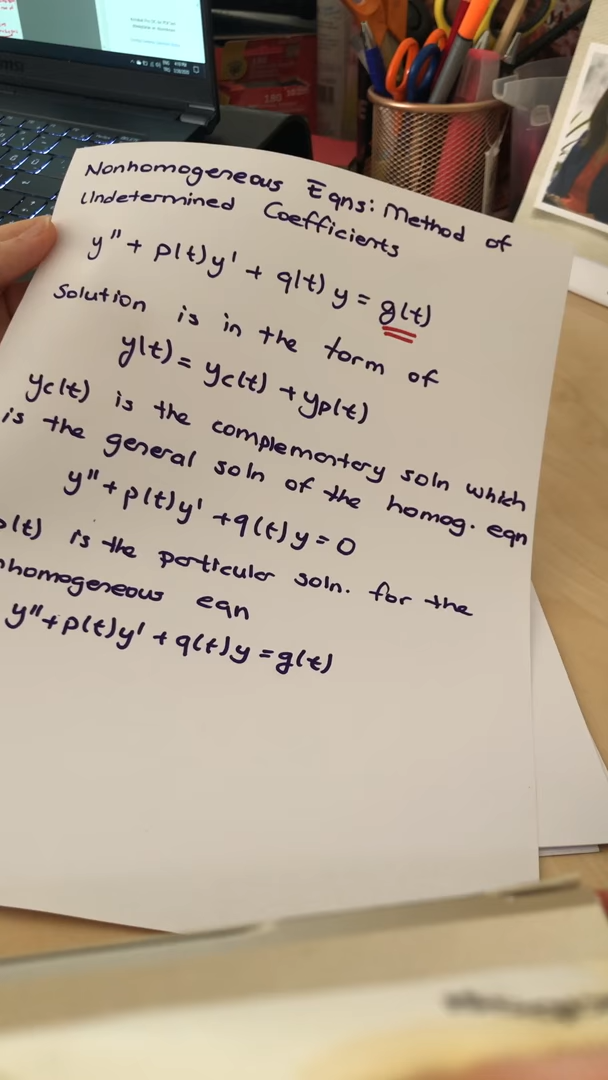 Nonhomogeneous Eqns: Method of
Undetermined Coefficients
y'' + p(t)y' + q(t) y = g(t)
Solution is in the form of
y(t) = yc(t) + yp(t)
yc(t) is the complementary soln which
is the general soln of the homog. eqn
y'' + p(t)y' + q(t) y = 0
p(t) is the particular soln. for the
homogeneous eqn
y'' + p(t)y' + q(t)y = g(t)